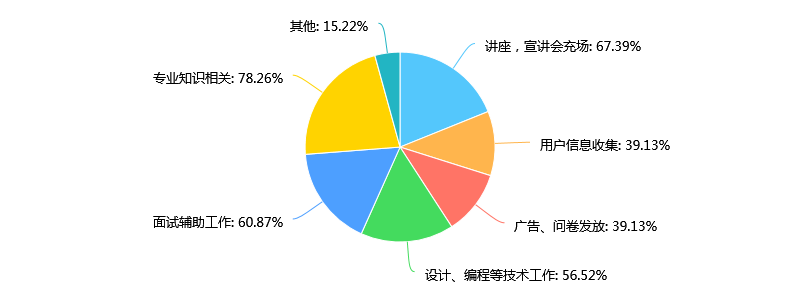 其他: 15.22%
讲座，宣讲会充场: 67.39%
专业知识相关: 78.26%
用户信息收集: 39.13%
面试辅助工作: 60.87%
广告、问卷发放: 39.13%
设计、编程等技术工作: 56.52%